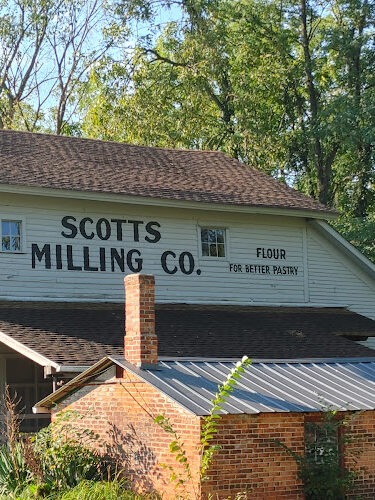 SCOTTS
MILLING CO.
FLOUR
FOR BETTER PASTRY